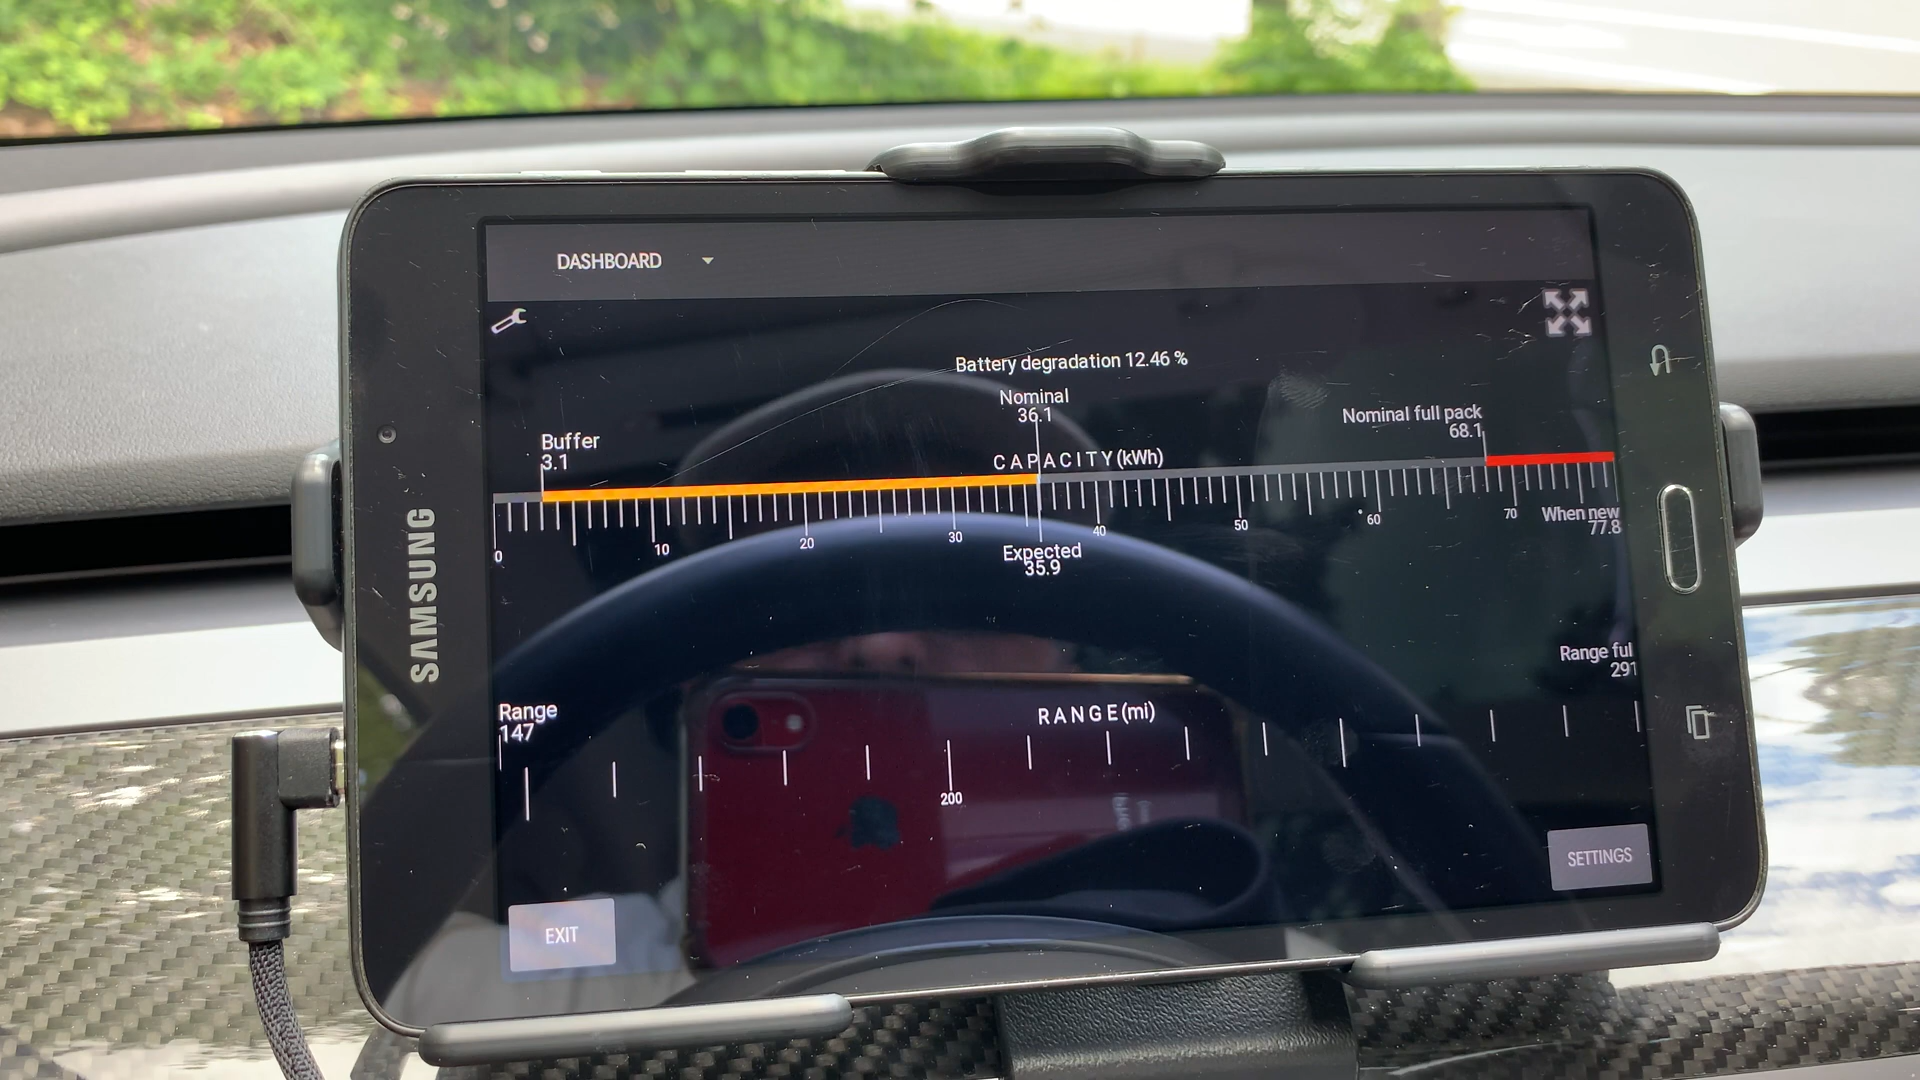 DASHBOARD
Battery degradation 12.46 %
Nominal
36.1
Nominal full pack
68.1
Buffer
3.1
CAPACITY (kWh)
0
10
20
30
40
50
60
70
When new
77.8
Expected
35.9
SAMSUNG
Range ful
291
Range
147
RANGE(mi)
200
SETTINGS
EXIT